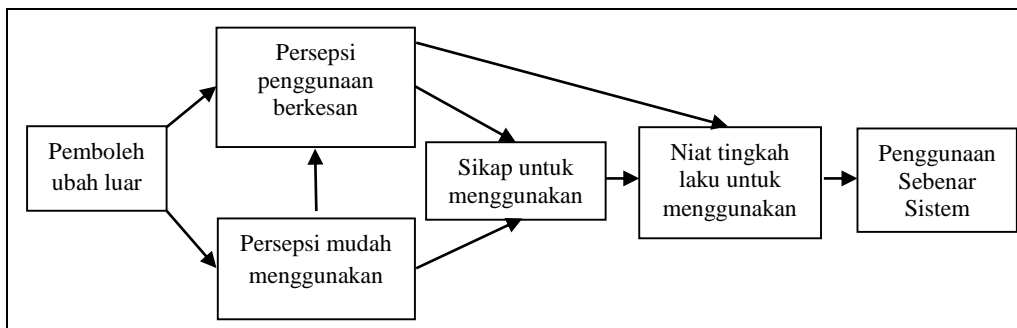 Persepsi
penggunaan
berkesan
Pemboleh
ubah luar
Sikap untuk
menggunakan
Niat tingkah
laku untuk
menggunakan
Penggunaan
Sebenar
Sistem
Persepsi mudah
menggunakan